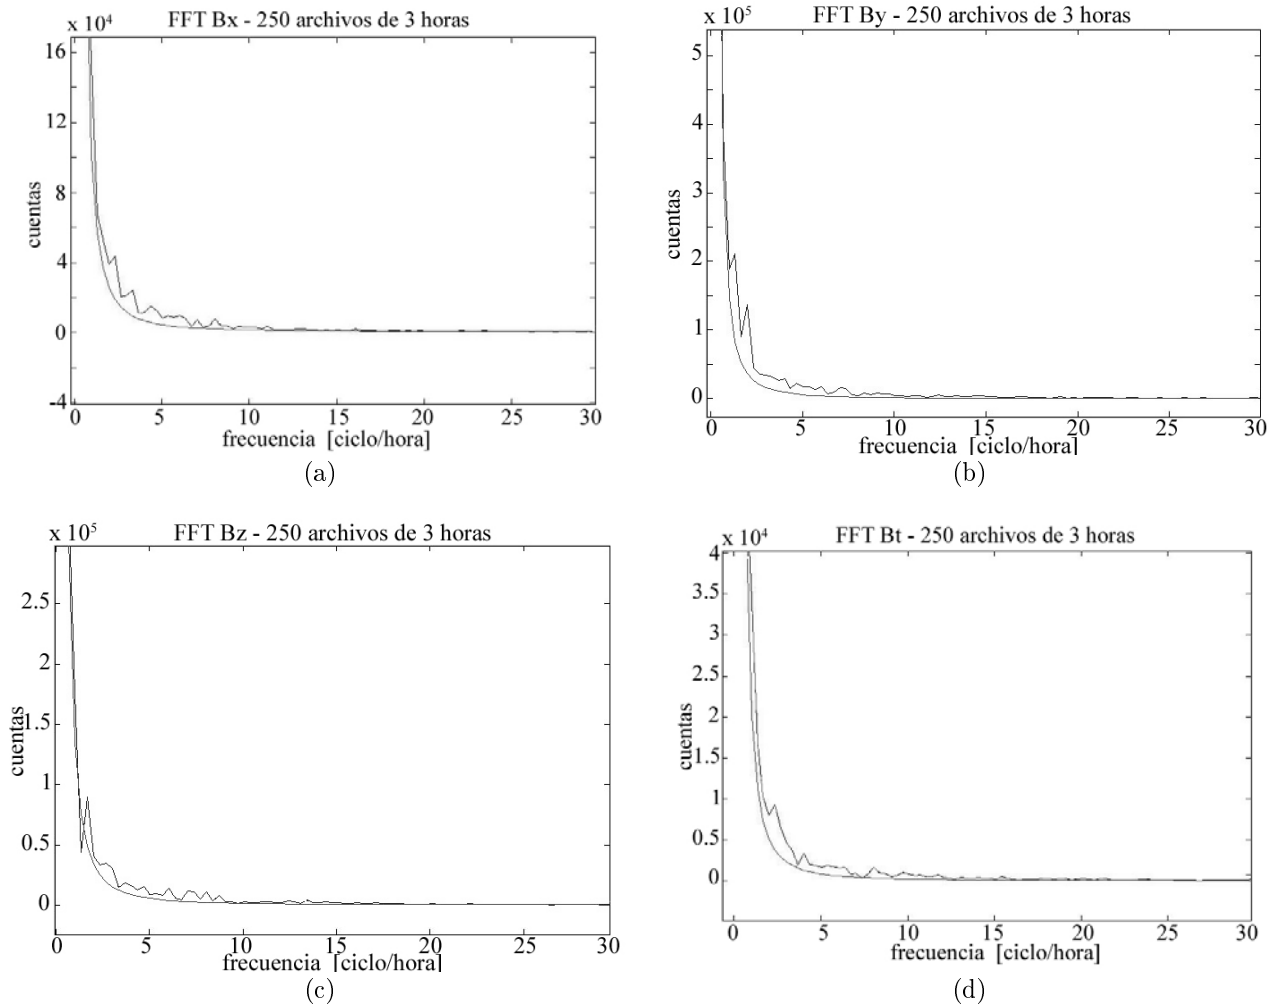 x 10⁴
FFT Bx - 250 archivos de 3 horas
16
12
8
4
0
-4
cuentas
0 5 10 15 20 25 30
frecuencia [ciclo/hora]
(a)
x 10⁵
FFT By - 250 archivos de 3 horas
5
4
3
2
1
0
cuentas
0 5 10 15 20 25 30
frecuencia [ciclo/hora]
(b)
x 10⁵
FFT Bz - 250 archivos de 3 horas
2.5
2
1.5
1
0.5
0
cuentas
0 5 10 15 20 25 30
frecuencia [ciclo/hora]
(c)
x 10⁴
FFT Bt - 250 archivos de 3 horas
4
3.5
3
2.5
2
1.5
1
0.5
0
cuentas
0 5 10 15 20 25 30
frecuencia [ciclo/hora]
(d)